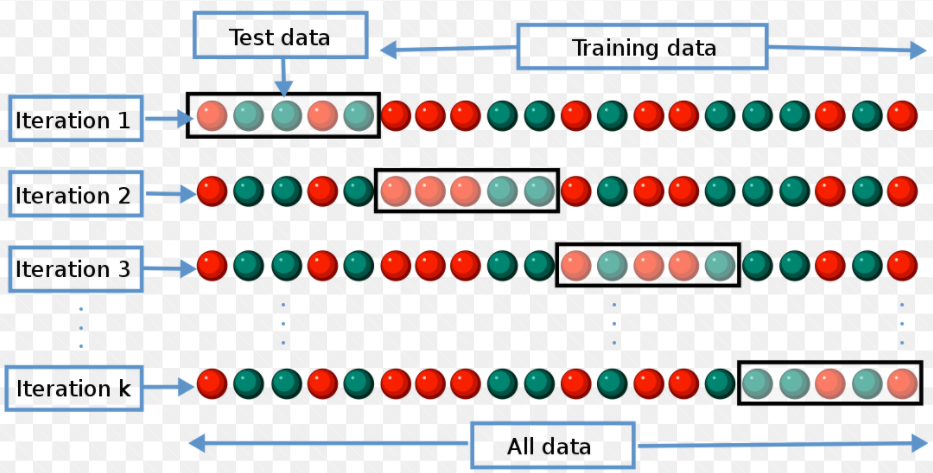 Test data
Training data
Iteration 1
Iteration 2
Iteration 3
Iteration k
All data